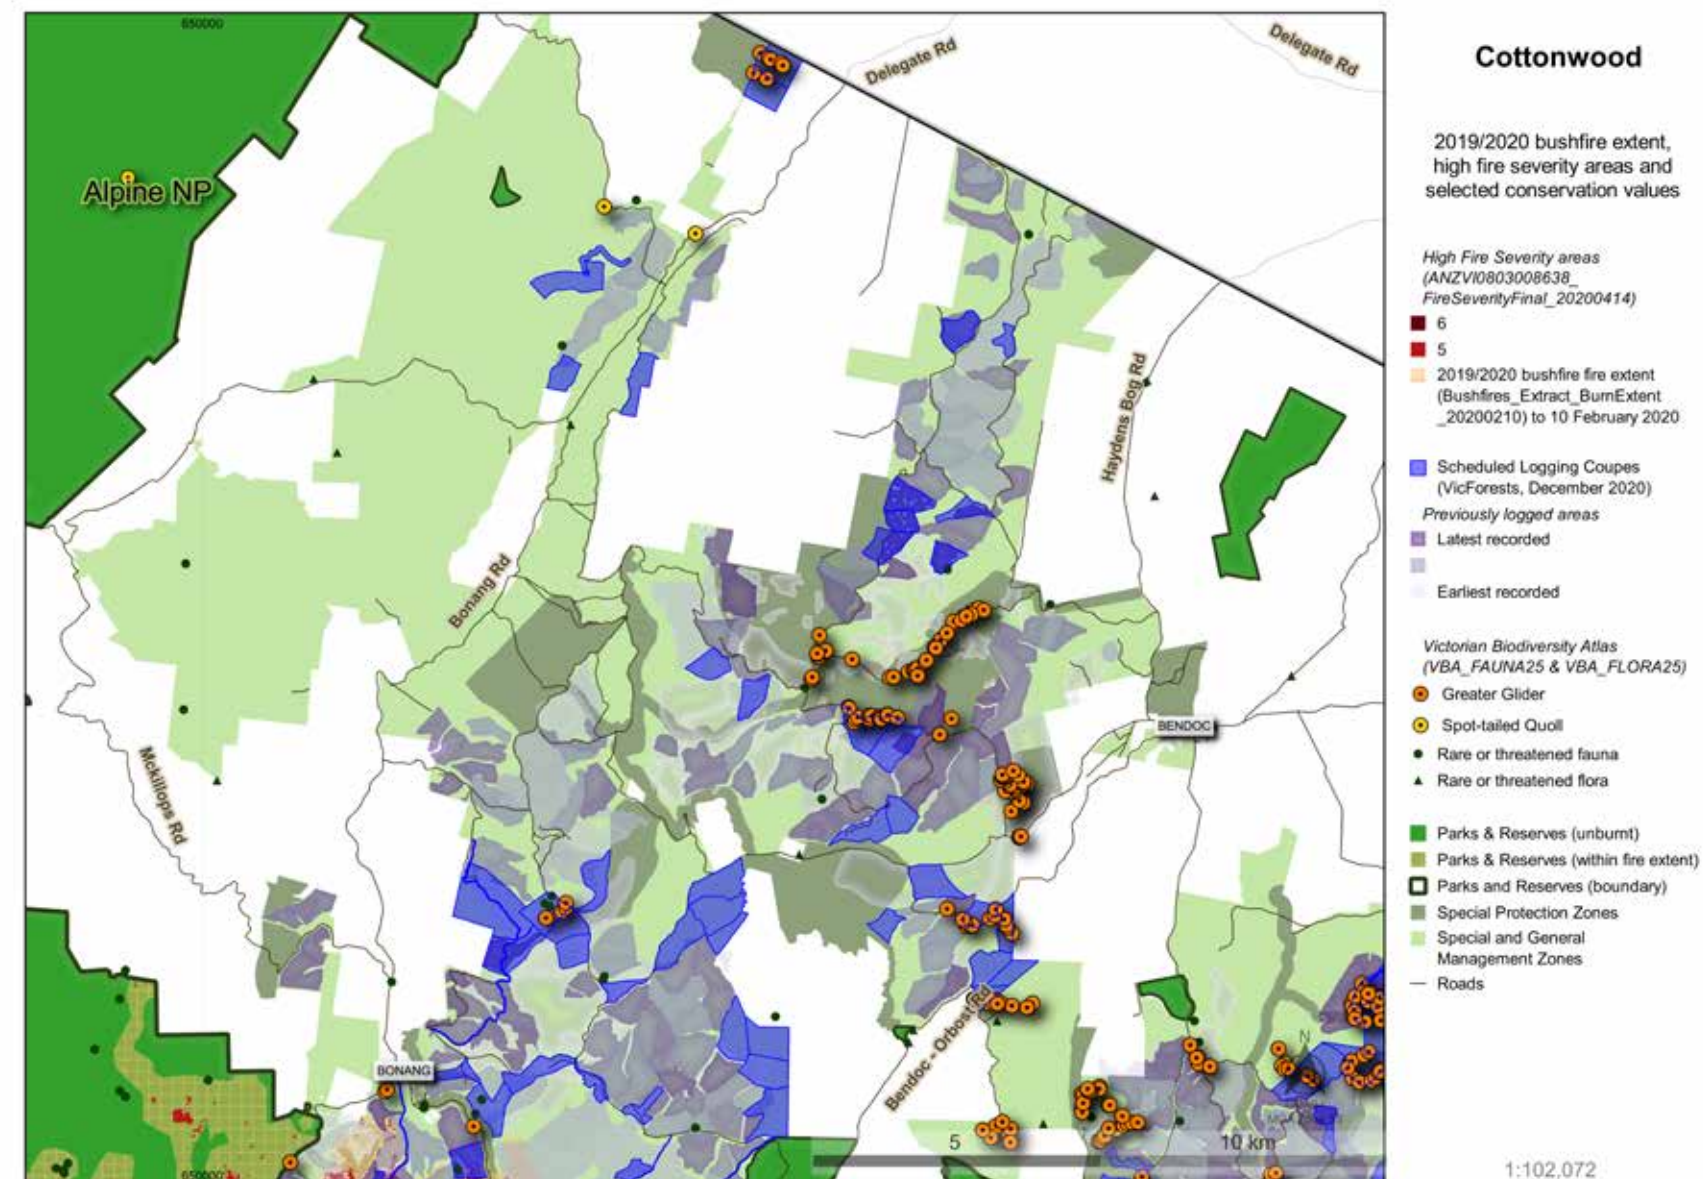 650000
Delegate Rd
Delegate Rd
Alpine NP
Haydens Bog Rd
Bonang Rd
Mckillops Rd
BENDOC
BONANG
Bendoc - Orbost Rd
N
5
10 km
650000
Cottonwood
2019/2020 bushfire extent,
high fire severity areas and
selected conservation values
High Fire Severity areas
(ANZVI0803008638_
FireSeverityFinal_20200414)
6
5
2019/2020 bushfire fire extent
(Bushfires_Extract_BurnExtent
_20200210) to 10 February 2020
Scheduled Logging Coupes
(VicForests, December 2020)
Previously logged areas
Latest recorded
Earliest recorded
Victorian Biodiversity Atlas
(VBA_FAUNA25 & VBA_FLORA25)
Greater Glider
Spot-tailed Quoll
Rare or threatened fauna
Rare or threatened flora
Parks & Reserves (unburnt)
Parks & Reserves (within fire extent)
Parks and Reserves (boundary)
Special Protection Zones
Special and General
Management Zones
Roads
1:102,072